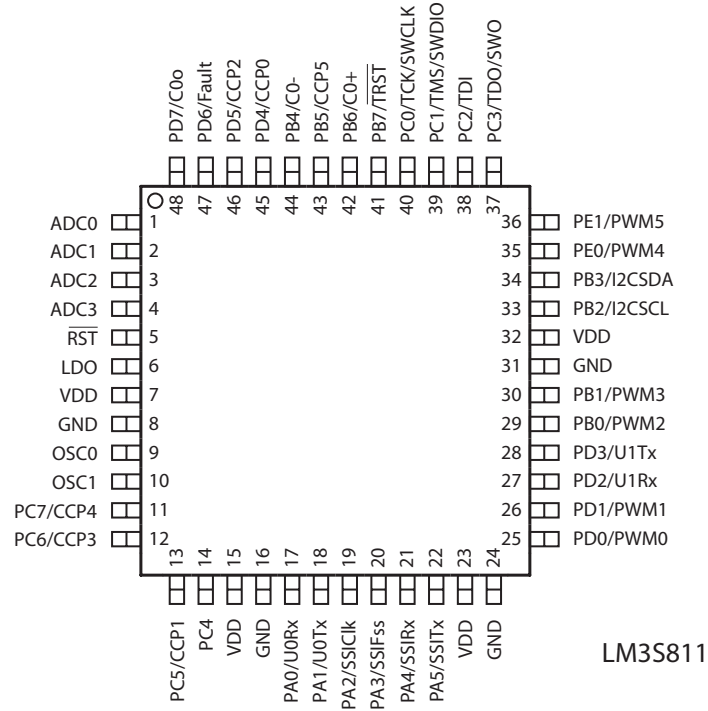 PD7/C0o
PD6/Fault
PD5/CCP2
PD4/CCP0
PB4/C0-
PB5/CCP5
PB6/C0+
PB7/TRST
PC0/TCK/SWCLK
PC1/TMS/SWDIO
PC2/TDI
PC3/TDO/SWO
48
47
46
45
44
43
42
41
40
39
38
37
ADC0 1
ADC1 2
ADC2 3
ADC3 4
RST 5
LDO 6
VDD 7
GND 8
OSC0 9
OSC1 10
PC7/CCP4 11
PC6/CCP3 12
36 PE1/PWM5
35 PE0/PWM4
34 PB3/I2CSDA
33 PB2/I2CSCL
32 VDD
31 GND
30 PB1/PWM3
29 PB0/PWM2
28 PD3/U1Tx
27 PD2/U1Rx
26 PD1/PWM1
25 PD0/PWM0
13
14
15
16
17
18
19
20
21
22
23
24
PC5/CCP1
PC4
VDD
GND
PA0/U0Rx
PA1/U0Tx
PA2/SSIClk
PA3/SSIFss
PA4/SSIRx
PA5/SSITx
VDD
GND
LM3S811